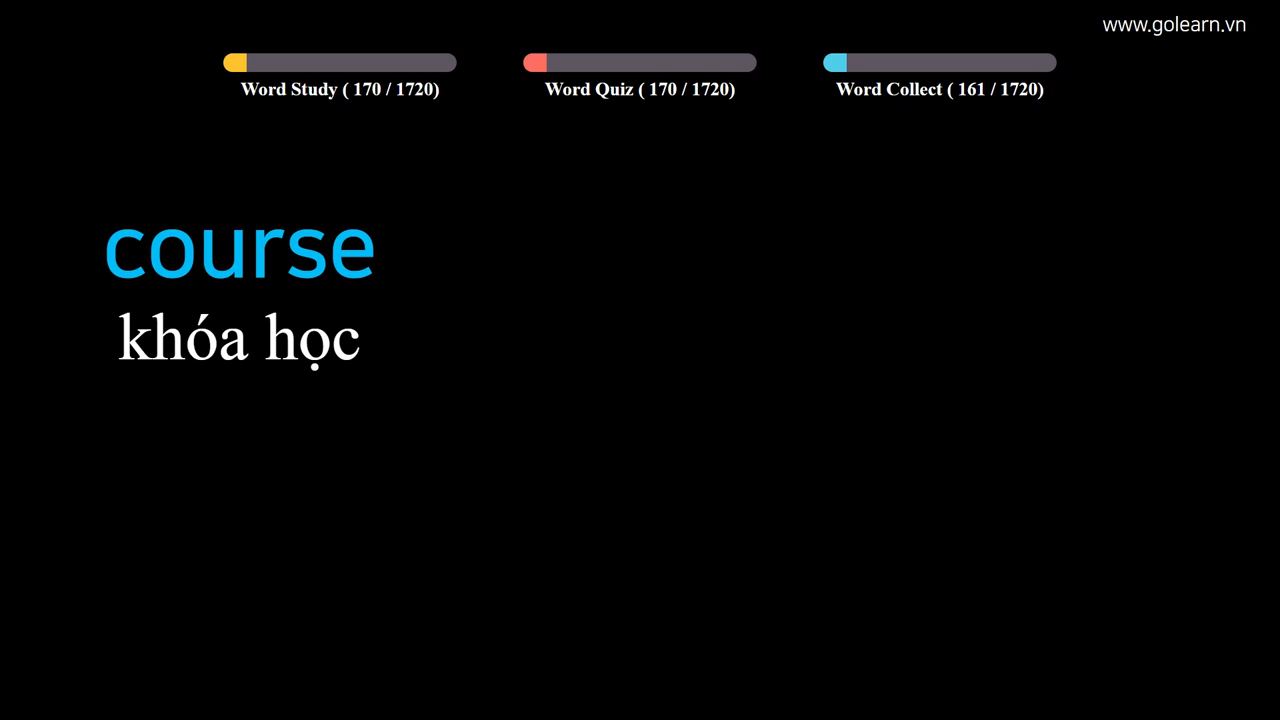 www.golearn.vn
Word Study ( 170 / 1720)
Word Quiz ( 170 / 1720)
Word Collect ( 161 / 1720)
course
khóa học